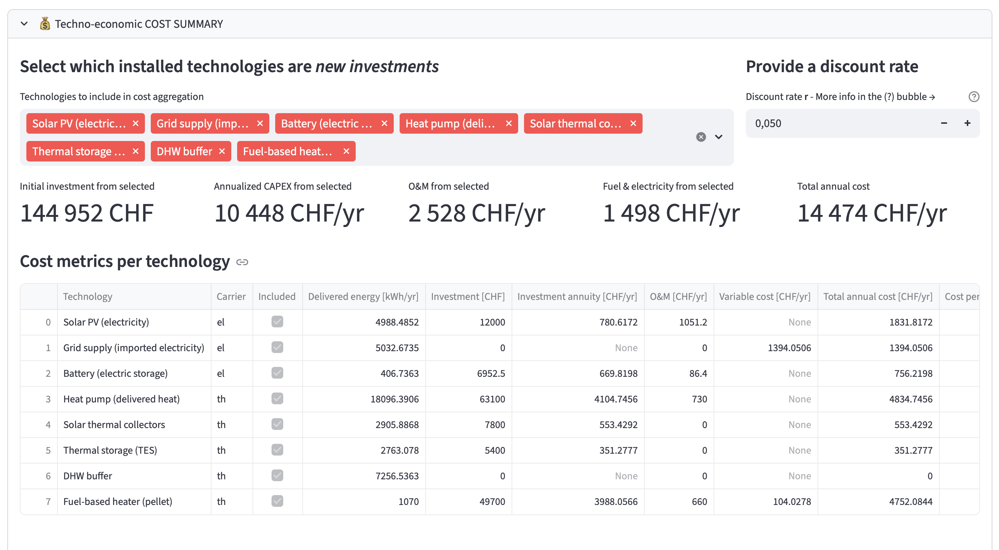 💰 Techno-economic COST SUMMARY
Select which installed technologies are new investments
Provide a discount rate
Technologies to include in cost aggregation
Discount rate r - More info in the (?) bubble →
Solar PV (electric... × Grid supply (imp... × Battery (electric ... × Heat pump (deli... × Solar thermal co... ×
0,050 − +
Thermal storage ... × DHW buffer × Fuel-based heat... ×
Initial investment from selected
144 952 CHF
Annualized CAPEX from selected
10 448 CHF/yr
O&M from selected
2 528 CHF/yr
Fuel & electricity from selected
1 498 CHF/yr
Total annual cost
14 474 CHF/yr
Cost metrics per technology
Technology Carrier Included Delivered energy [kWh/yr] Investment [CHF] Investment annuity [CHF/yr] O&M [CHF/yr] Variable cost [CHF/yr] Total annual cost [CHF/yr] Cost per
0 Solar PV (electricity) el 4988.4852 12000 780.6172 1051.2 None 1831.8172
1 Grid supply (imported electricity) el 5032.6735 0 None 0 1394.0506 1394.0506
2 Battery (electric storage) el 406.7363 6952.5 669.8198 86.4 None 756.2198
3 Heat pump (delivered heat) th 18096.3906 63100 4104.7456 730 None 4834.7456
4 Solar thermal collectors th 2905.8868 7800 553.4292 0 None 553.4292
5 Thermal storage (TES) th 2763.078 5400 351.2777 0 None 351.2777
6 DHW buffer th 7256.5363 0 None 0 None 0
7 Fuel-based heater (pellet) th 1070 49700 3988.0566 660 104.0278 4752.0844